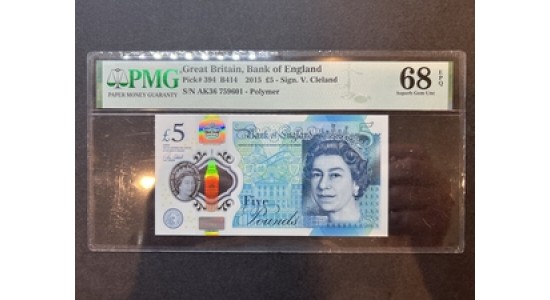 PMG
PAPER MONEY GUARANTY
Great Britain, Bank of England
Pick# 394 B414 2015 £5 - Sign. V. Cleland
S/N AK36 759601 - Polymer
68 EPQ
Superb Gem Unc
£5
Bank of England
Five
Pounds
5